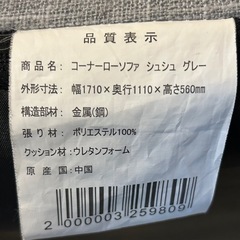 品質表示
商品名: コーナーローソファ シュシュ グレー
外形寸法: 幅1710×奥行1110×高さ560mm
構造部材: 金属(鋼)
張り材: ポリエステル100%
クッション材: ウレタンフォーム
原産国: 中国
2 000003 259809